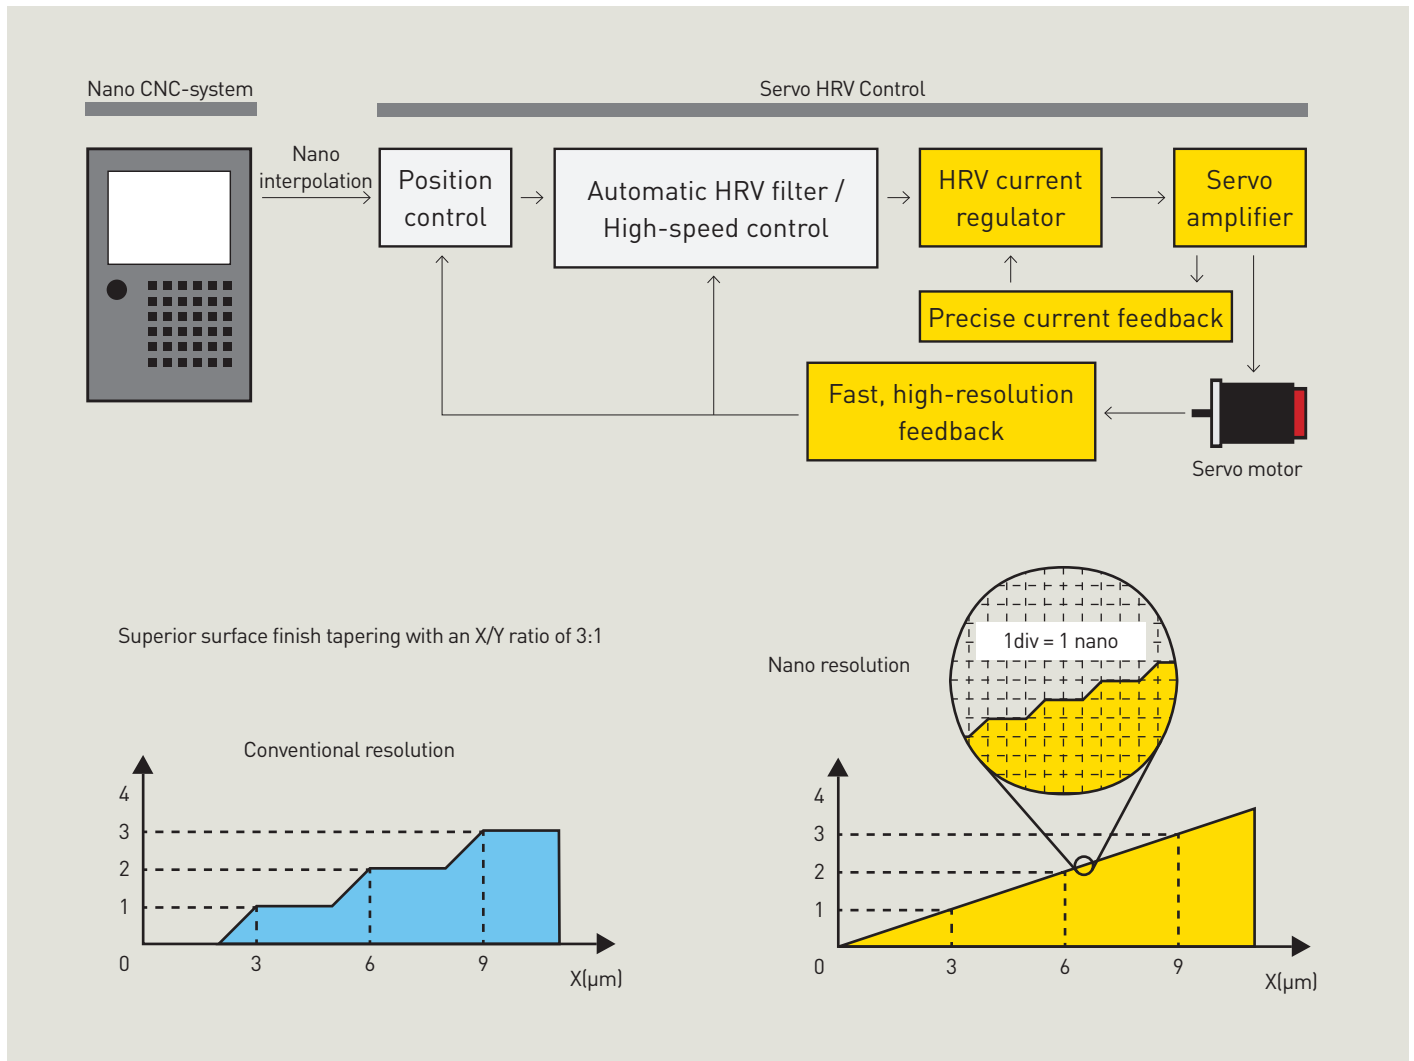 Nano CNC-system
Servo HRV Control
Nano
interpolation
Position
control
Automatic HRV filter /
High-speed control
HRV current
regulator
Servo
amplifier
Precise current feedback
Fast, high-resolution
feedback
Servo motor
Superior surface finish tapering with an X/Y ratio of 3:1
Nano resolution
1div = 1 nano
Conventional resolution
4
3
2
1
0
3
6
9
X(μm)
4
3
2
1
0
3
6
9
X(μm)